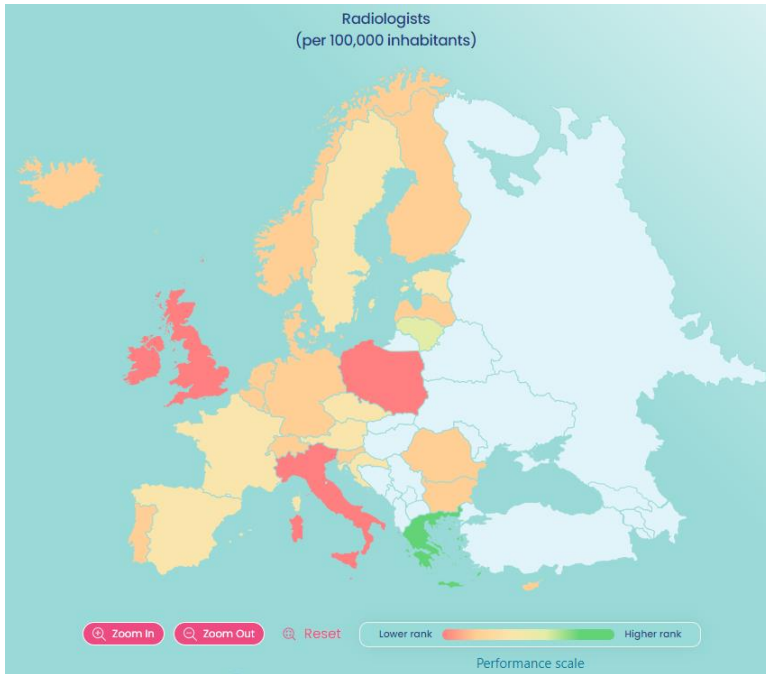 Radiologists
(per 100,000 inhabitants)
Zoom In
Zoom Out
Reset
Lower rank
Higher rank
Performance scale